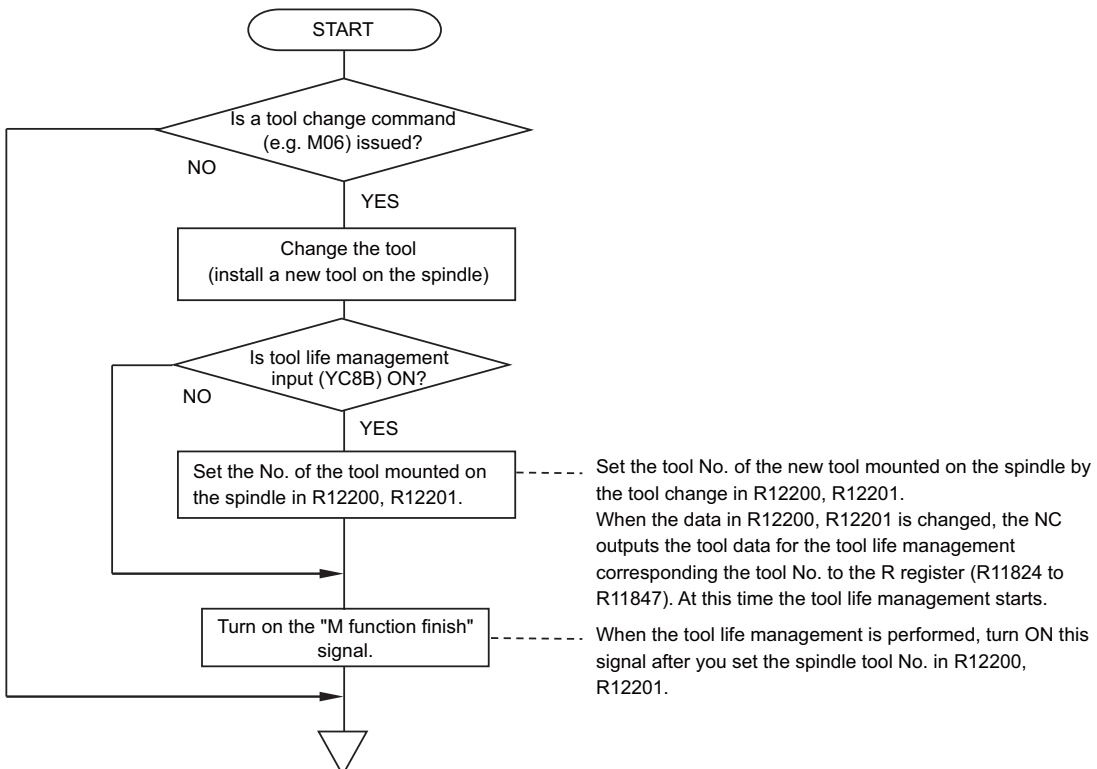 START
Is a tool change command
(e.g. M06) issued?
NO
YES
Change the tool
(install a new tool on the spindle)
Is tool life management
input (YC8B) ON?
NO
YES
Set the No. of the tool mounted on
the spindle in R12200, R12201.
Set the tool No. of the new tool mounted on the spindle by
the tool change in R12200, R12201.
When the data in R12200, R12201 is changed, the NC
outputs the tool data for the tool life management
corresponding the tool No. to the R register (R11824 to
R11847). At this time the tool life management starts.
Turn on the "M function finish"
signal.
When the tool life management is performed, turn ON this
signal after you set the spindle tool No. in R12200,
R12201.